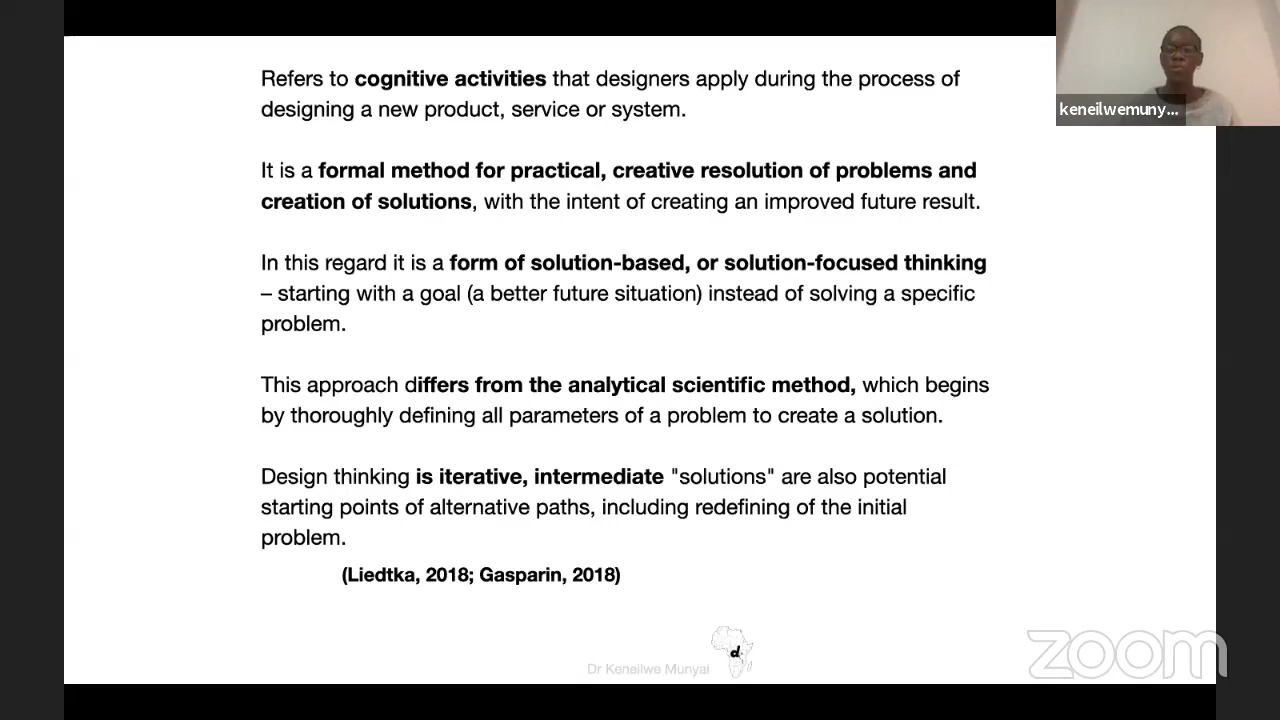 Refers to cognitive activities that designers apply during the process of
designing a new product, service or system.
It is a formal method for practical, creative resolution of problems and
creation of solutions, with the intent of creating an improved future result.
In this regard it is a form of solution-based, or solution-focused thinking
– starting with a goal (a better future situation) instead of solving a specific
problem.
This approach differs from the analytical scientific method, which begins
by thoroughly defining all parameters of a problem to create a solution.
Design thinking is iterative, intermediate "solutions" are also potential
starting points of alternative paths, including redefining of the initial
problem.
(Liedtka, 2018; Gasparin, 2018)
d.
Dr Keneilwe Munyai
keneilwemuny...
zoom